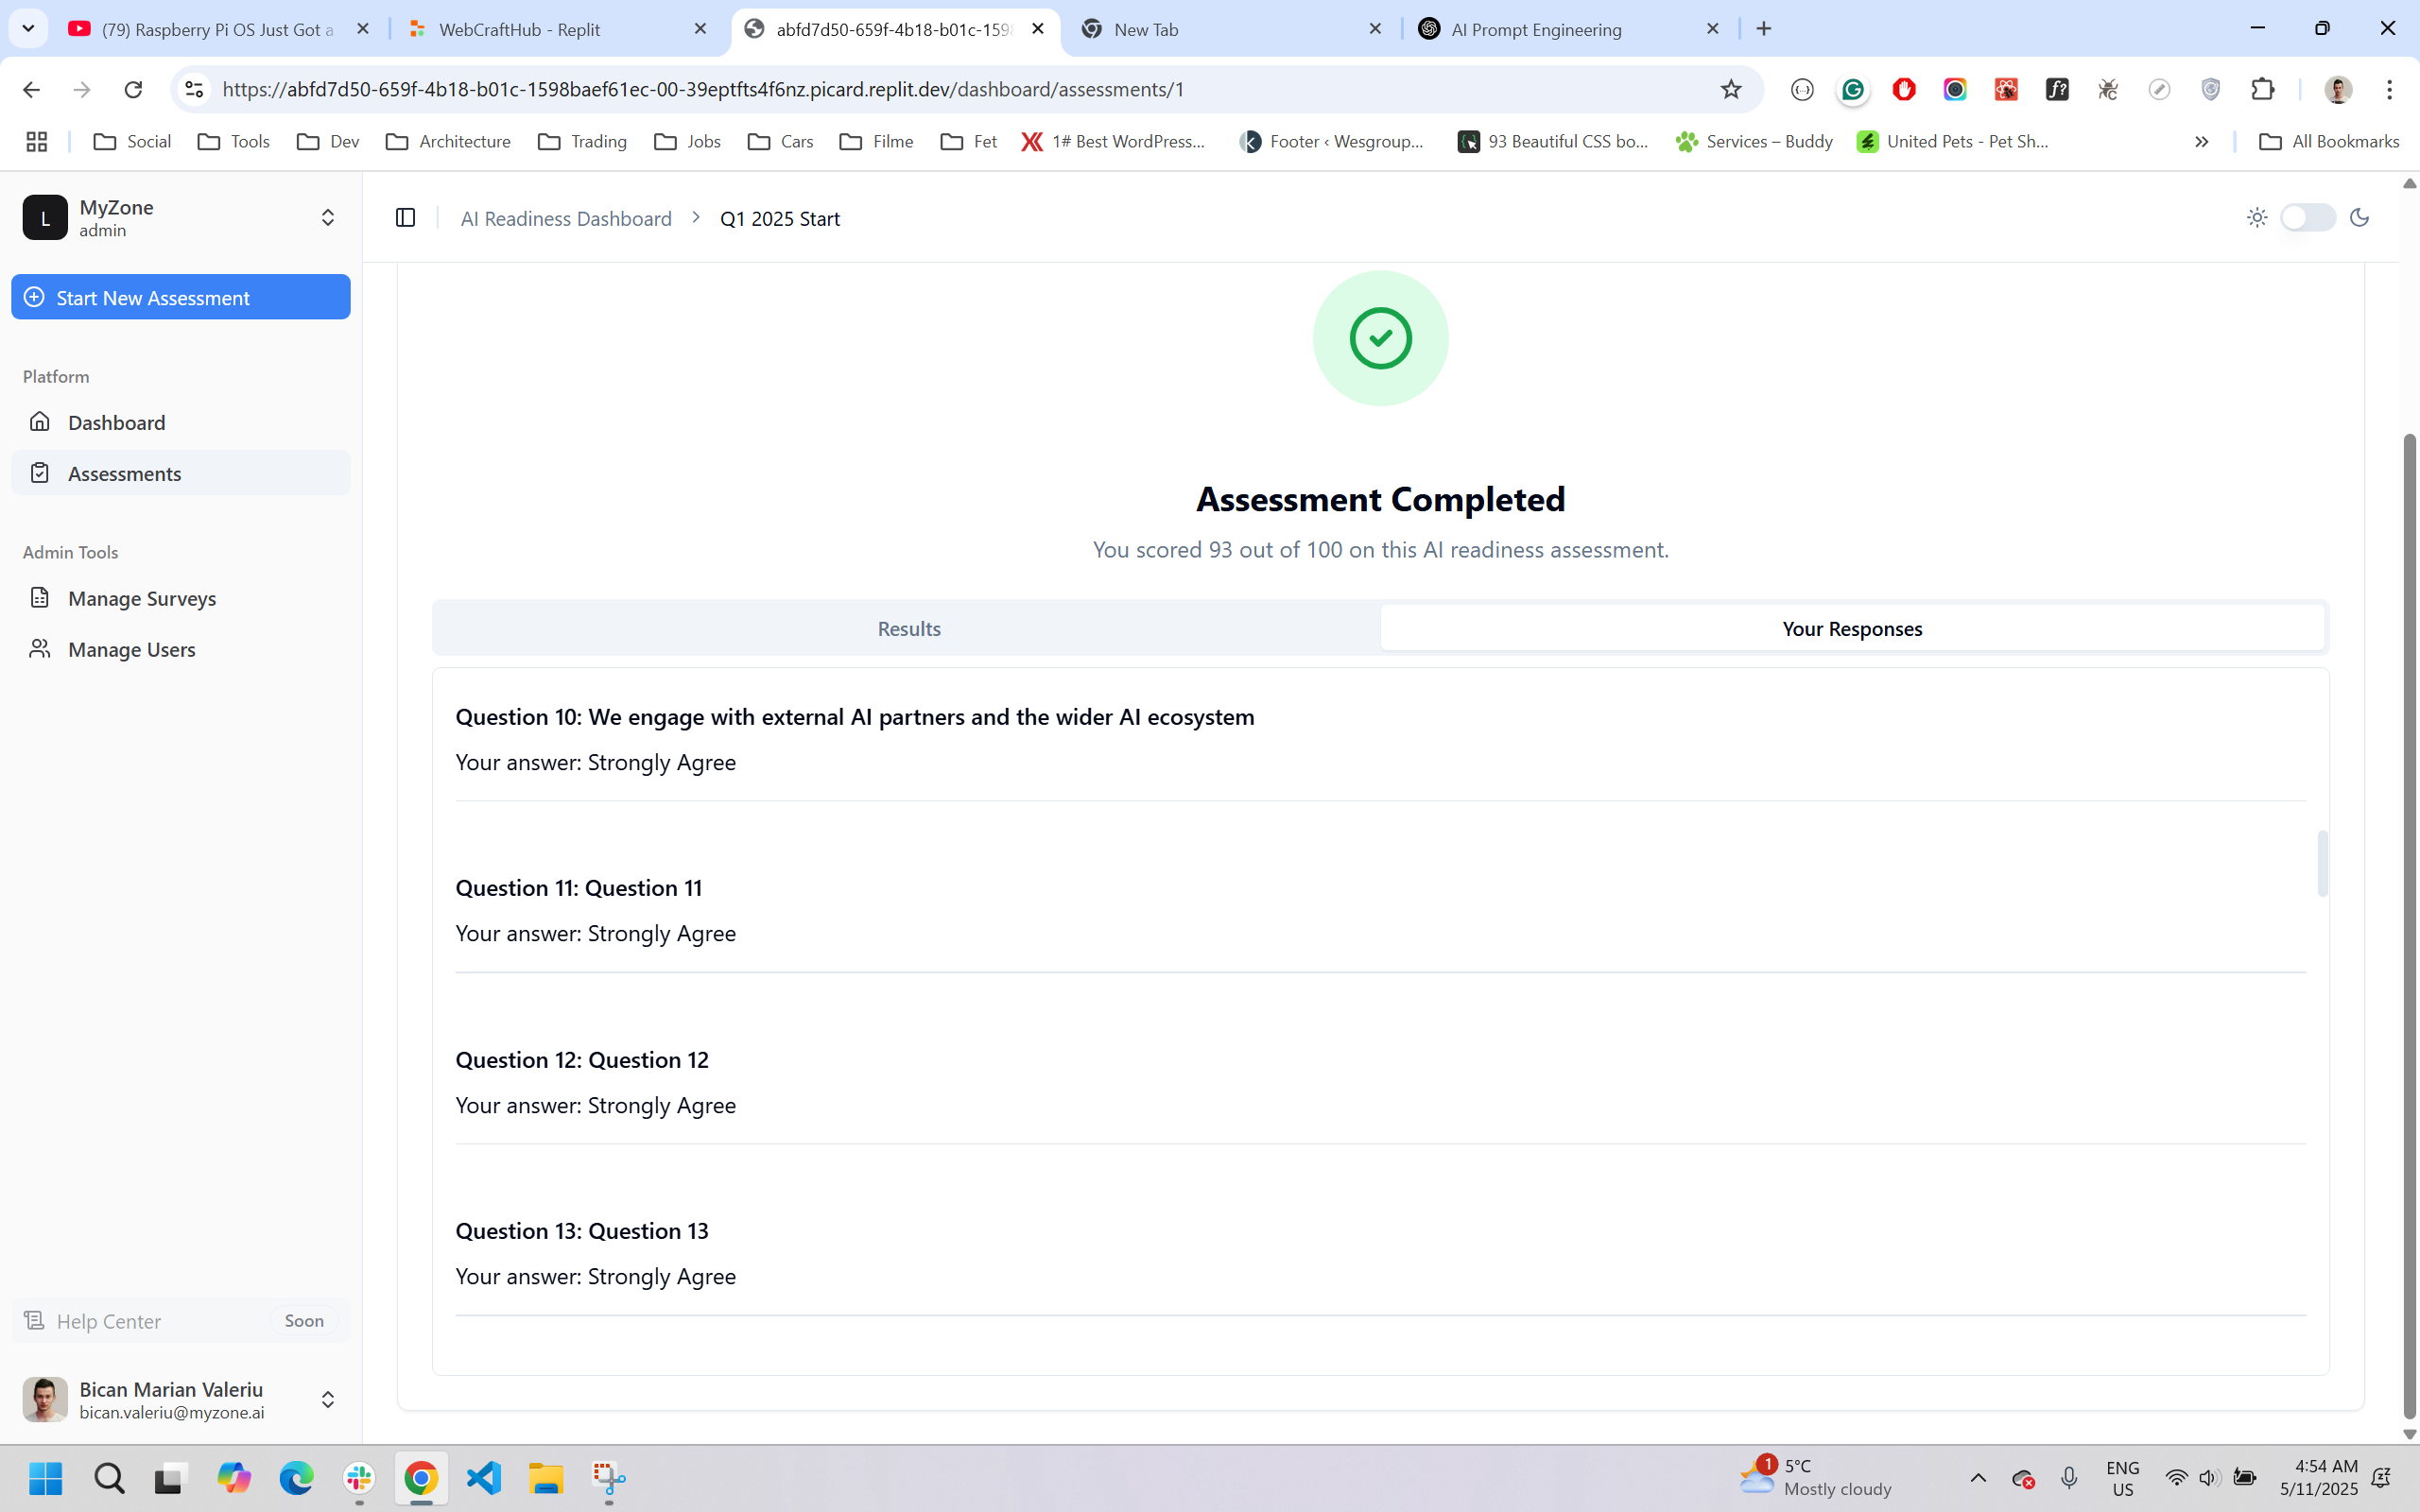 (79) Raspberry Pi OS Just Got a
WebCraftHub - Replit
abfd7d50-659f-4b18-b01c-1598
New Tab
AI Prompt Engineering
https://abfd7d50-659f-4b18-b01c-1598baef61ec-00-39eptfts4f6nz.picard.replit.dev/dashboard/assessments/1
Social
Tools
Dev
Architecture
Trading
Jobs
Cars
Filme
Fet
1# Best WordPress...
Footer ‹ Wesgroup...
93 Beautiful CSS bo...
Services – Buddy
United Pets - Pet Sh...
All Bookmarks
L
MyZone
admin
AI Readiness Dashboard
Q1 2025 Start
Start New Assessment
Platform
Dashboard
Assessments
Admin Tools
Manage Surveys
Manage Users
Assessment Completed
You scored 93 out of 100 on this AI readiness assessment.
Results
Your Responses
Question 10: We engage with external AI partners and the wider AI ecosystem
Your answer: Strongly Agree
Question 11: Question 11
Your answer: Strongly Agree
Question 12: Question 12
Your answer: Strongly Agree
Question 13: Question 13
Your answer: Strongly Agree
Help Center
Soon
Bican Marian Valeriu
bican.valeriu@myzone.ai
1
5°C
Mostly cloudy
ENG
US
4:54 AM
5/11/2025